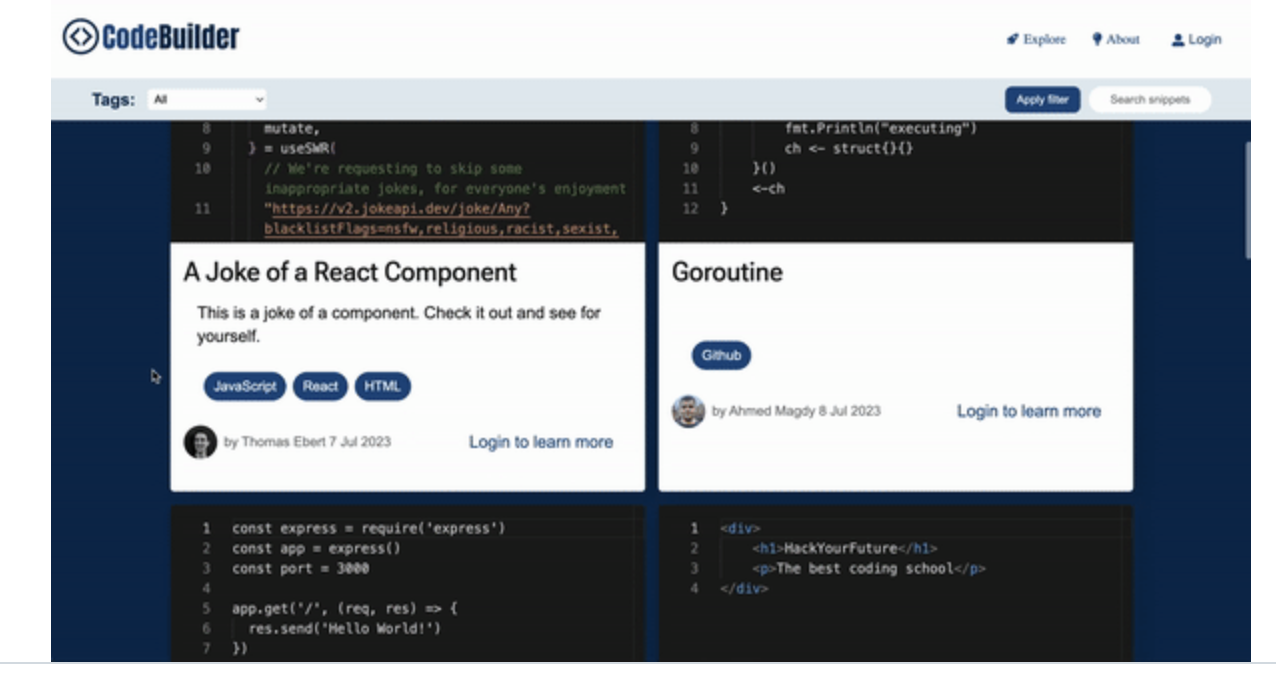 CodeBuilder
Explore About Login
Tags: All Apply filter Search snippets
8 mutate,
9 } = useSWR(
10 // We're requesting to skip some
inappropriate jokes, for everyone's enjoyment
11 "https://v2.jokeapi.dev/joke/Any?
blacklistFlags=nsfw,religious,racist,sexist,
A Joke of a React Component
This is a joke of a component. Check it out and see for
yourself.
JavaScript React HTML
by Thomas Ebert 7 Jul 2023 Login to learn more
8 fmt.Println("executing")
9 ch <- struct{}{}
10 }()
11 <-ch
12 }
Goroutine
Github
by Ahmed Magdy 8 Jul 2023 Login to learn more
1 const express = require('express')
2 const app = express()
3 const port = 3000
4
5 app.get('/', (req, res) => {
6 res.send('Hello World!')
7 })
1 <div>
2 <h1>HackYourFuture</h1>
3 <p>The best coding school</p>
4 </div>